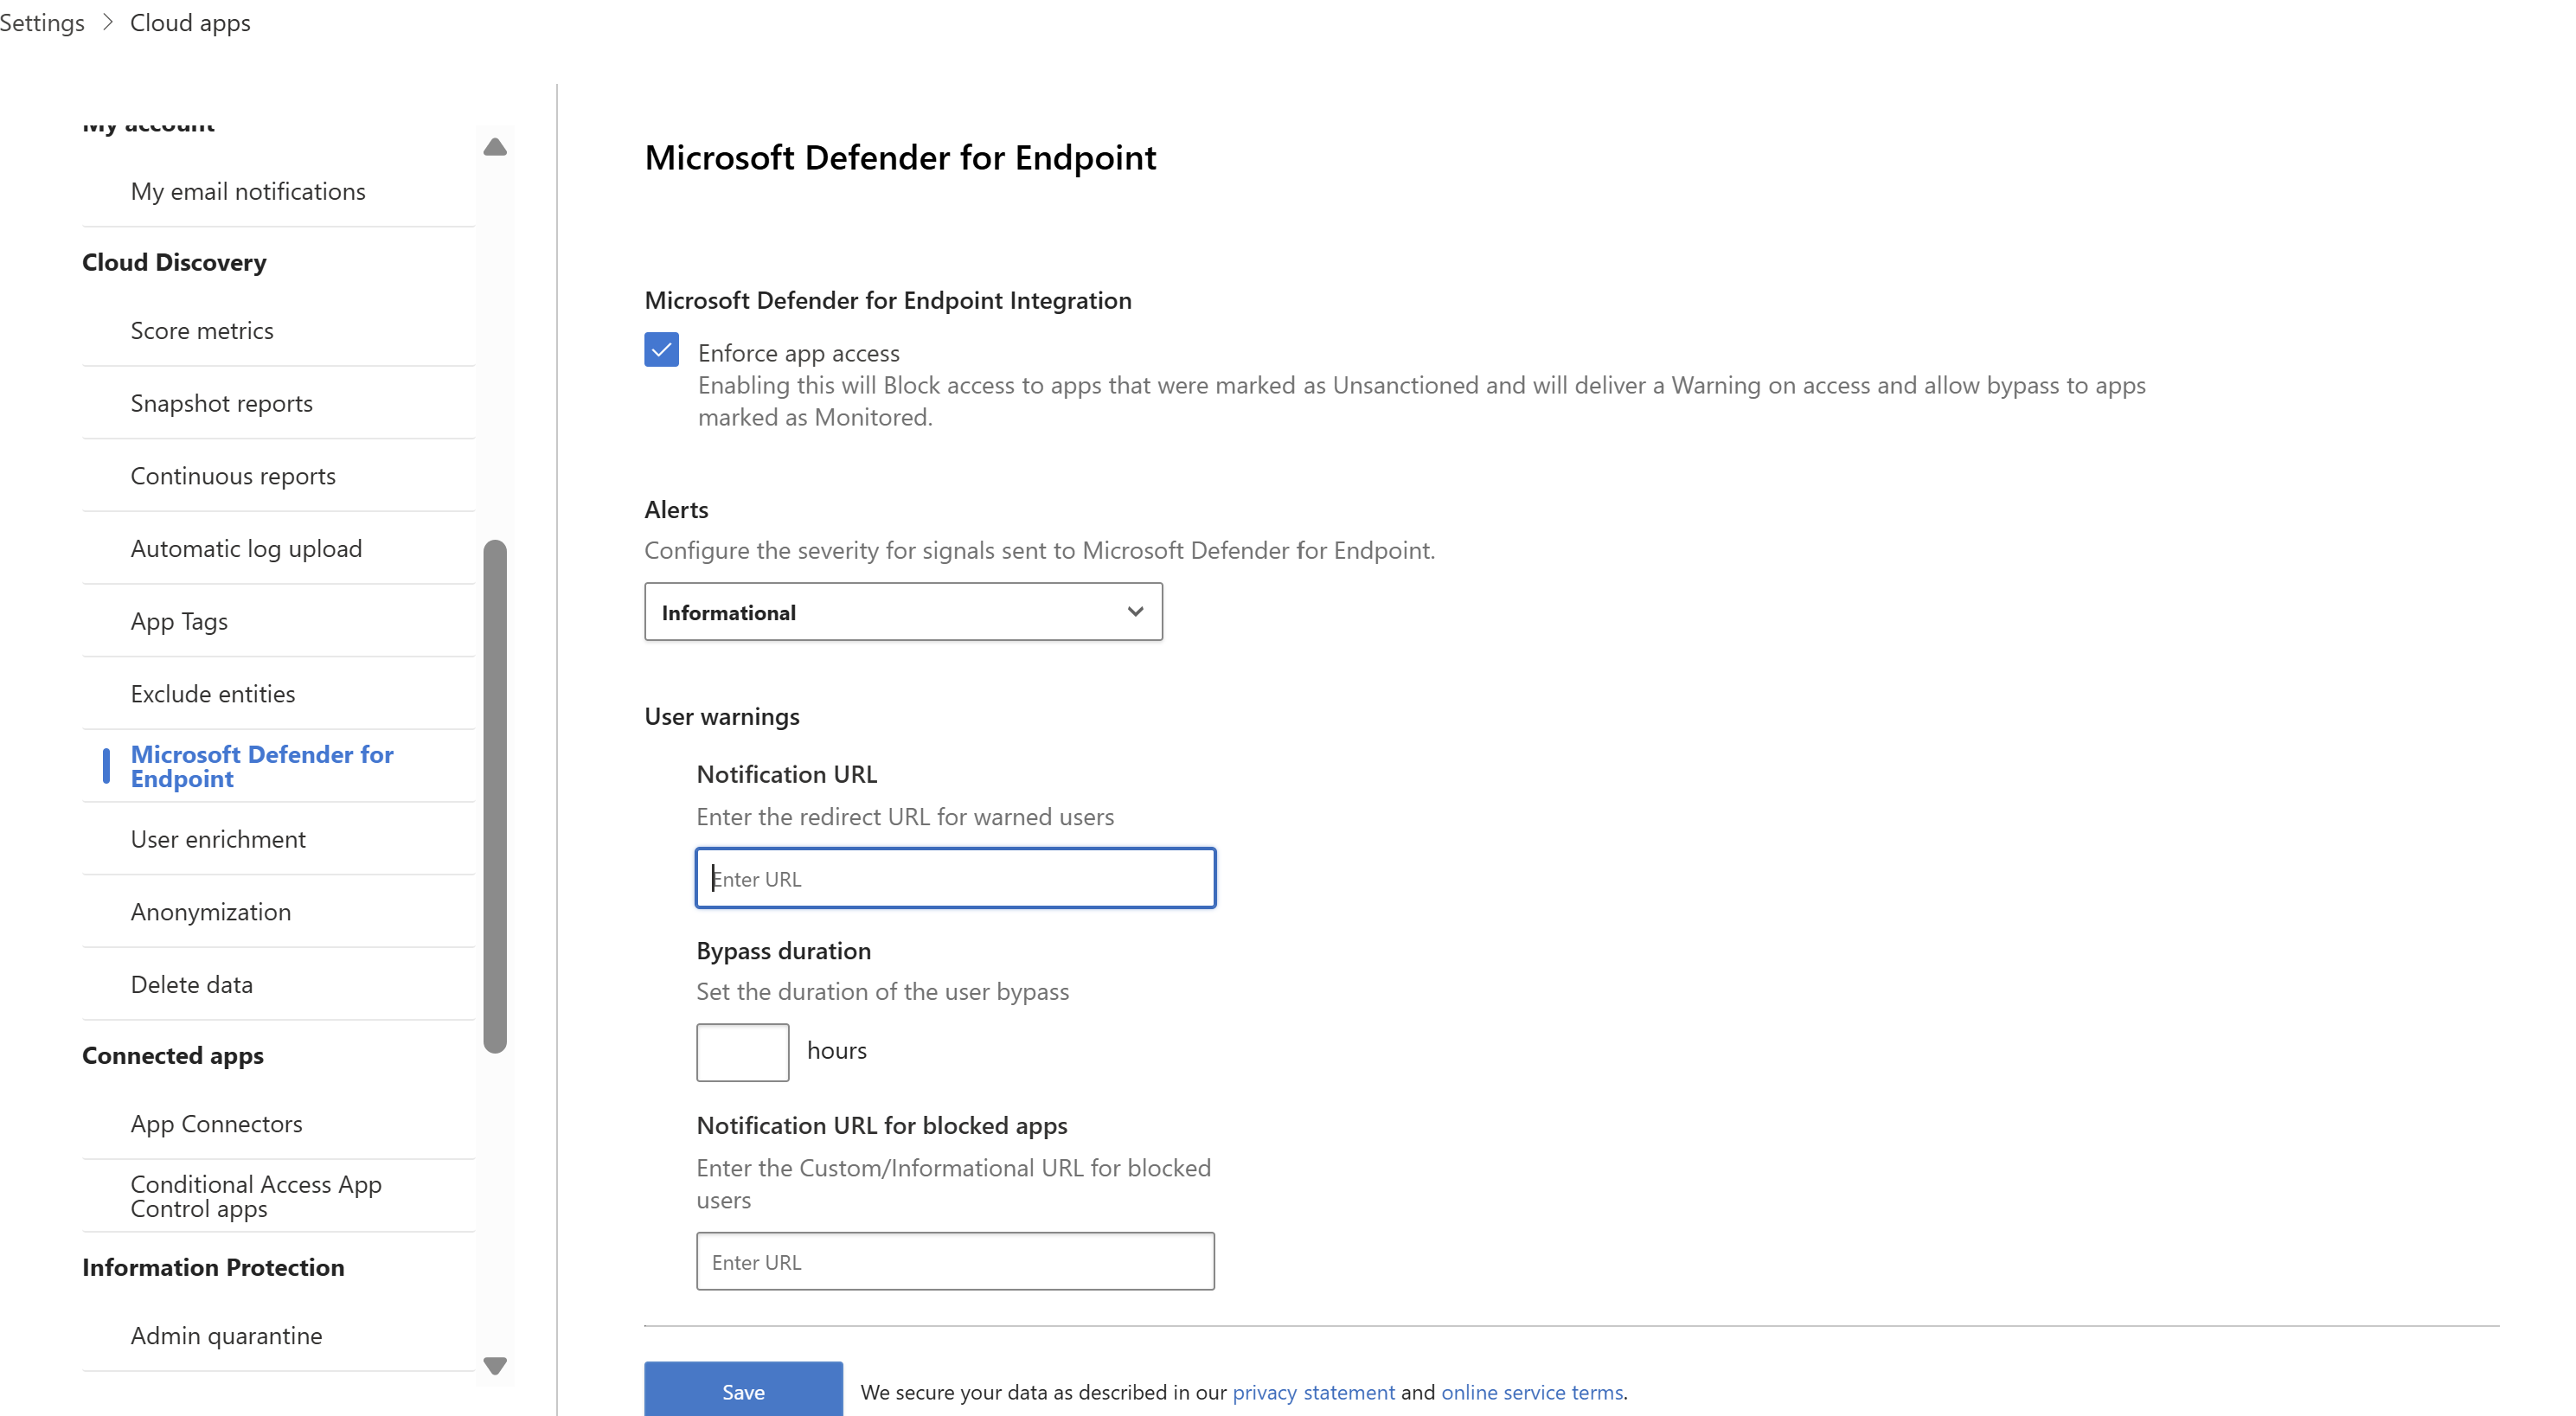 Settings > Cloud apps
My account
My email notifications
Cloud Discovery
Score metrics
Snapshot reports
Continuous reports
Automatic log upload
App Tags
Exclude entities
Microsoft Defender for
Endpoint
User enrichment
Anonymization
Delete data
Connected apps
App Connectors
Conditional Access App
Control apps
Information Protection
Admin quarantine
Microsoft Defender for Endpoint
Microsoft Defender for Endpoint Integration
Enforce app access
Enabling this will Block access to apps that were marked as Unsanctioned and will deliver a Warning on access and allow bypass to apps
marked as Monitored.
Alerts
Configure the severity for signals sent to Microsoft Defender for Endpoint.
Informational
User warnings
Notification URL
Enter the redirect URL for warned users
Enter URL
Bypass duration
Set the duration of the user bypass
hours
Notification URL for blocked apps
Enter the Custom/Informational URL for blocked
users
Enter URL
Save
We secure your data as described in our privacy statement and online service terms.